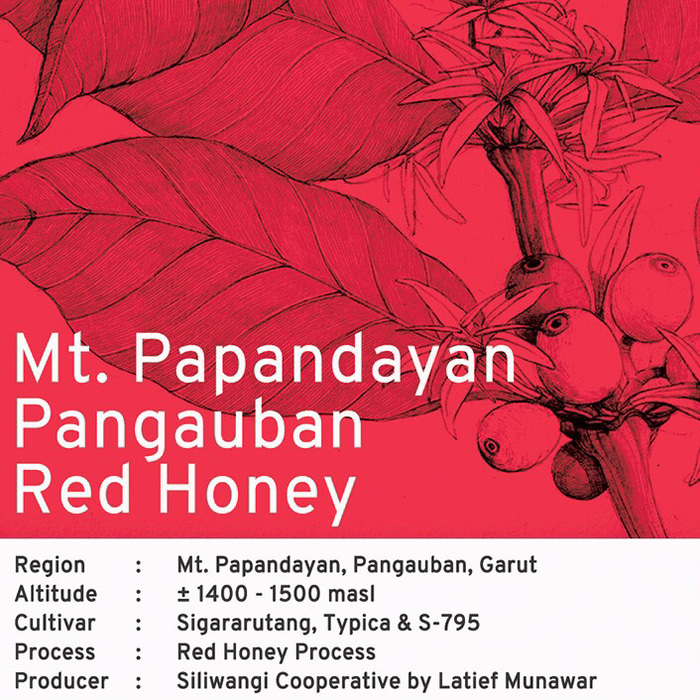 Mt. Papandayan
Pangauban
Red Honey
Region : Mt. Papandayan, Pangauban, Garut
Altitude : ± 1400 - 1500 masl
Cultivar : Sigararutang, Typica & S-795
Process : Red Honey Process
Producer : Siliwangi Cooperative by Latief Munawar